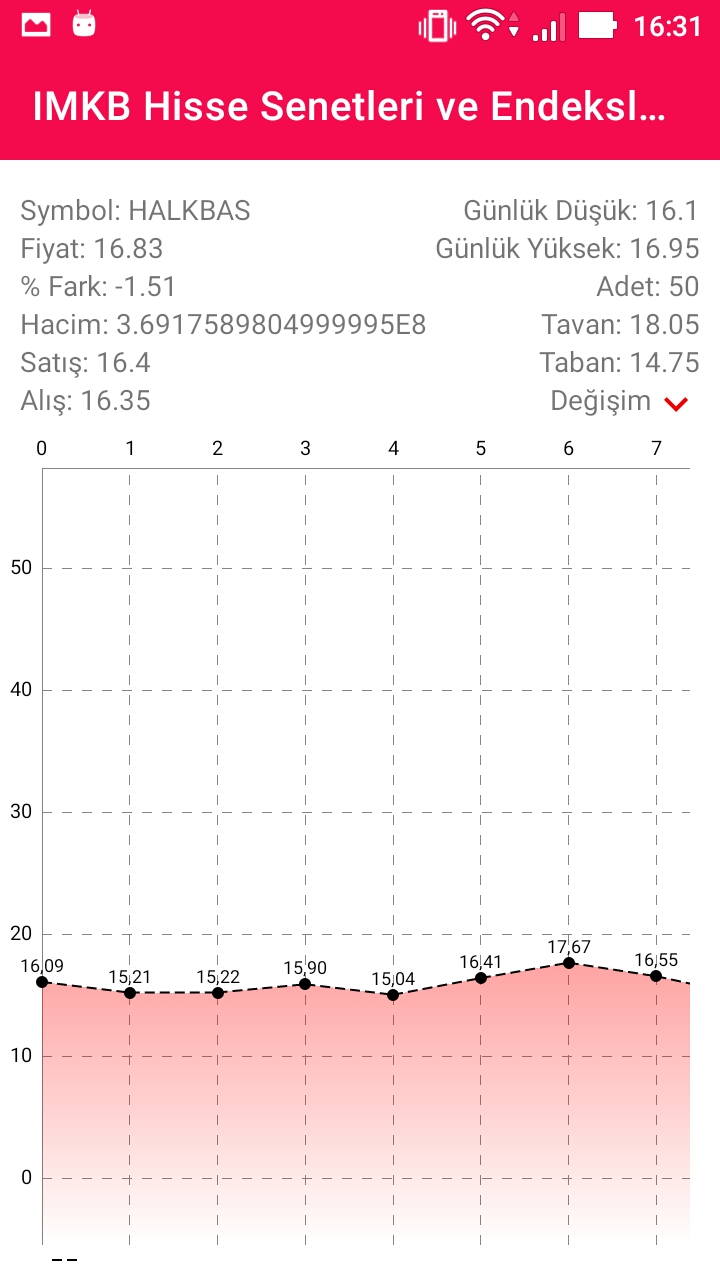 16:31
IMKB Hisse Senetleri ve Endeksl...
Symbol: HALKBAS
Günlük Düşük: 16.1
Fiyat: 16.83
Günlük Yüksek: 16.95
% Fark: -1.51
Adet: 50
Hacim: 3.6917589804999995E8
Tavan: 18.05
Satış: 16.4
Taban: 14.75
Alış: 16.35
Değişim
0 1 2 3 4 5 6 7
50
40
30
20
16,09 15,21 15,22 15,90 15,04 16,41 17,67 16,55
10
0